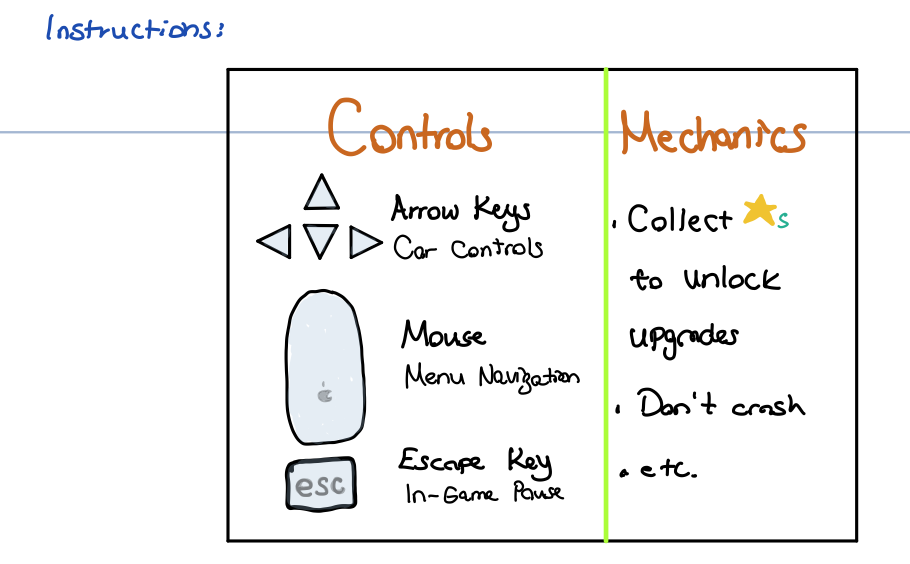 Instructions:
Controls
Arrow Keys
Car Controls
Mouse
Menu Navigation
esc
Escape Key
In-Game Pause
Mechanics
. Collect ⭐s
to unlock
upgrades
. Don't crash
. etc.